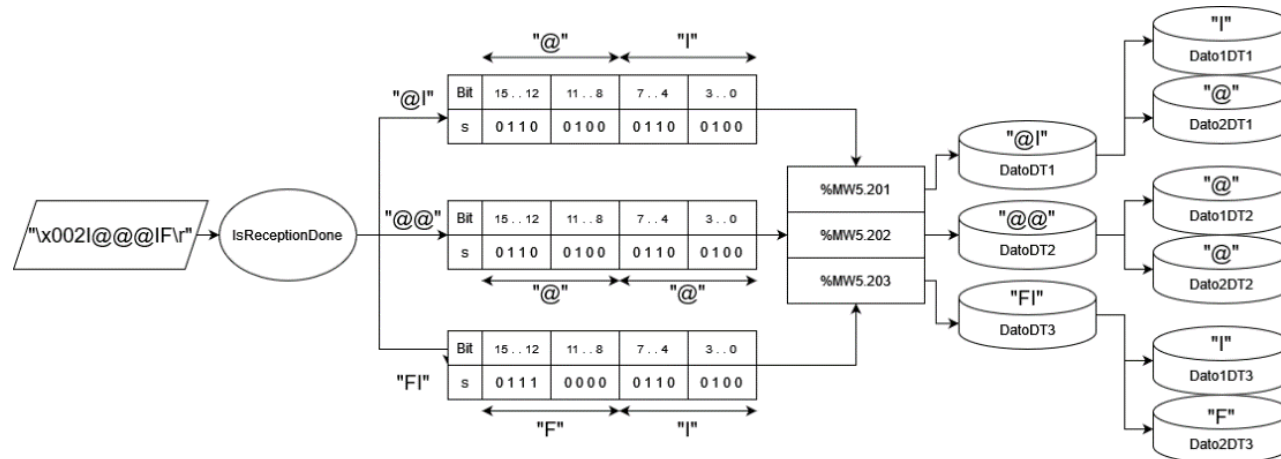 "\x002I@@@IF\r"
IsReceptionDone
"@I"
"@" "I"
Bit 15..12 11..8 7..4 3..0
s 0110 0100 0110 0100
"@@"
Bit 15..12 11..8 7..4 3..0
s 0110 0100 0110 0100
"@" "@"
"FI"
Bit 15..12 11..8 7..4 3..0
s 0111 0000 0110 0100
"F" "I"
%MW5.201
%MW5.202
%MW5.203
"@I"
DatoDT1
"@@"
DatoDT2
"FI"
DatoDT3
"I"
Dato1DT1
"@"
Dato2DT1
"@"
Dato1DT2
"@"
Dato2DT2
"I"
Dato1DT3
"F"
Dato2DT3